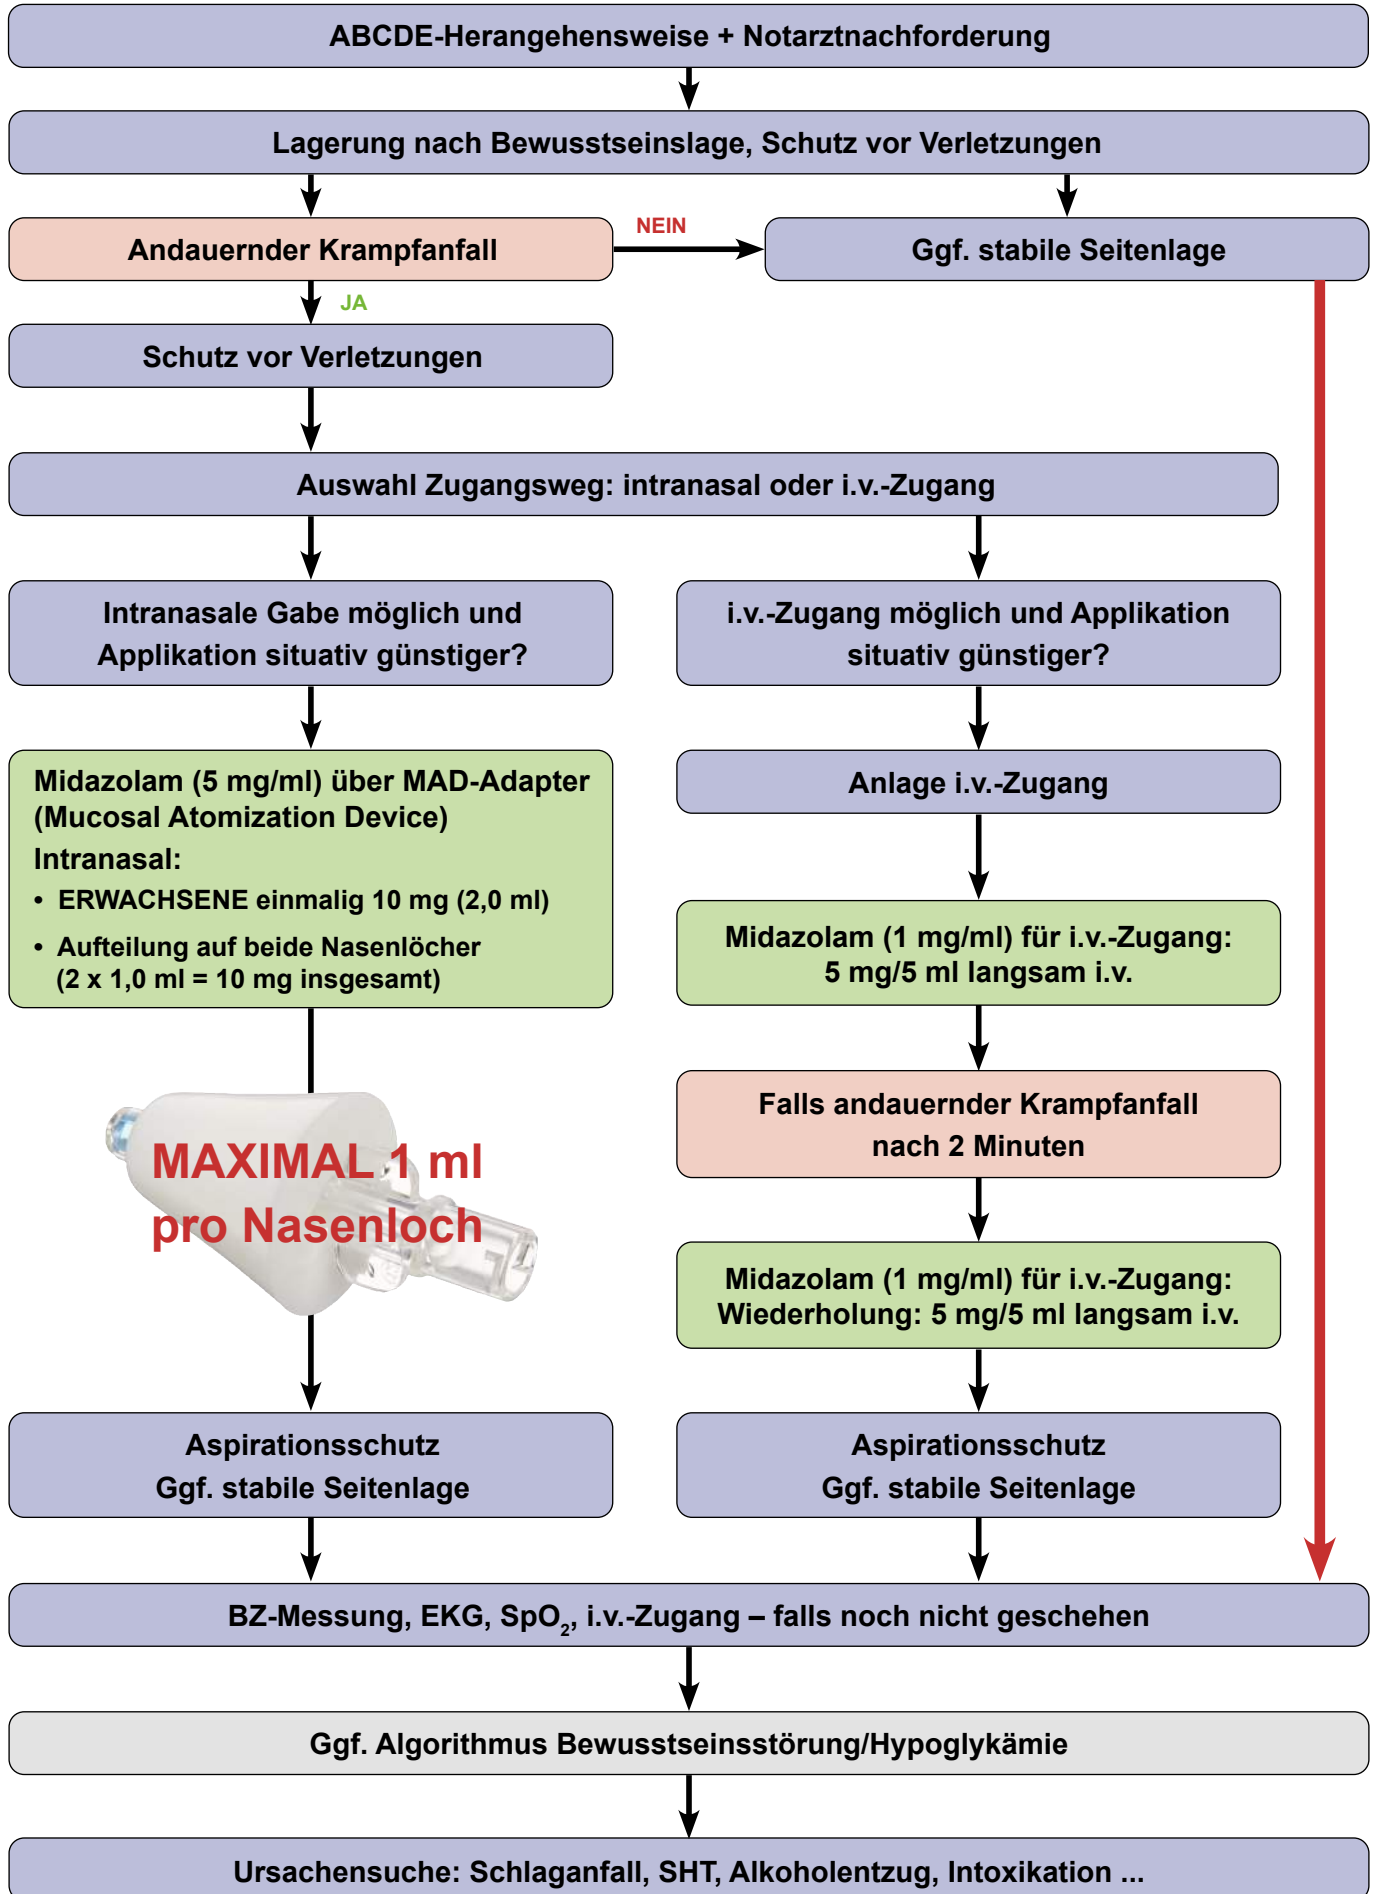 ABCDE-Herangehensweise + Notarztnachforderung
Lagerung nach Bewusstseinslage, Schutz vor Verletzungen
Andauernder Krampfanfall
NEIN
Ggf. stabile Seitenlage
JA
Schutz vor Verletzungen
Auswahl Zugangsweg: intranasal oder i.v.-Zugang
Intranasale Gabe möglich und
Applikation situativ günstiger?
Midazolam (5 mg/ml) über MAD-Adapter
(Mucosal Atomization Device)
Intranasal:
• ERWACHSENE einmalig 10 mg (2,0 ml)
• Aufteilung auf beide Nasenlöcher
(2 x 1,0 ml = 10 mg insgesamt)
MAXIMAL 1 ml
pro Nasenloch
Aspirationsschutz
Ggf. stabile Seitenlage
i.v.-Zugang möglich und Applikation
situativ günstiger?
Anlage i.v.-Zugang
Midazolam (1 mg/ml) für i.v.-Zugang:
5 mg/5 ml langsam i.v.
Falls andauernder Krampfanfall
nach 2 Minuten
Midazolam (1 mg/ml) für i.v.-Zugang:
Wiederholung: 5 mg/5 ml langsam i.v.
Aspirationsschutz
Ggf. stabile Seitenlage
BZ-Messung, EKG, SpO₂, i.v.-Zugang – falls noch nicht geschehen
Ggf. Algorithmus Bewusstseinsstörung/Hypoglykämie
Ursachensuche: Schlaganfall, SHT, Alkoholentzug, Intoxikation ...